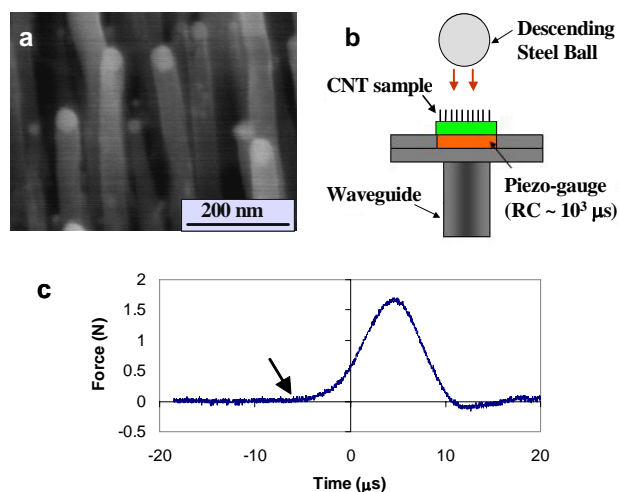 a
200 nm
b
Descending
Steel Ball
CNT sample
Waveguide
Piezo-gauge
(RC ~ 10³ µs)
c
Force (N)
2
1.5
1
0.5
0
-0.5
-20
-10
0
10
20
Time (µs)